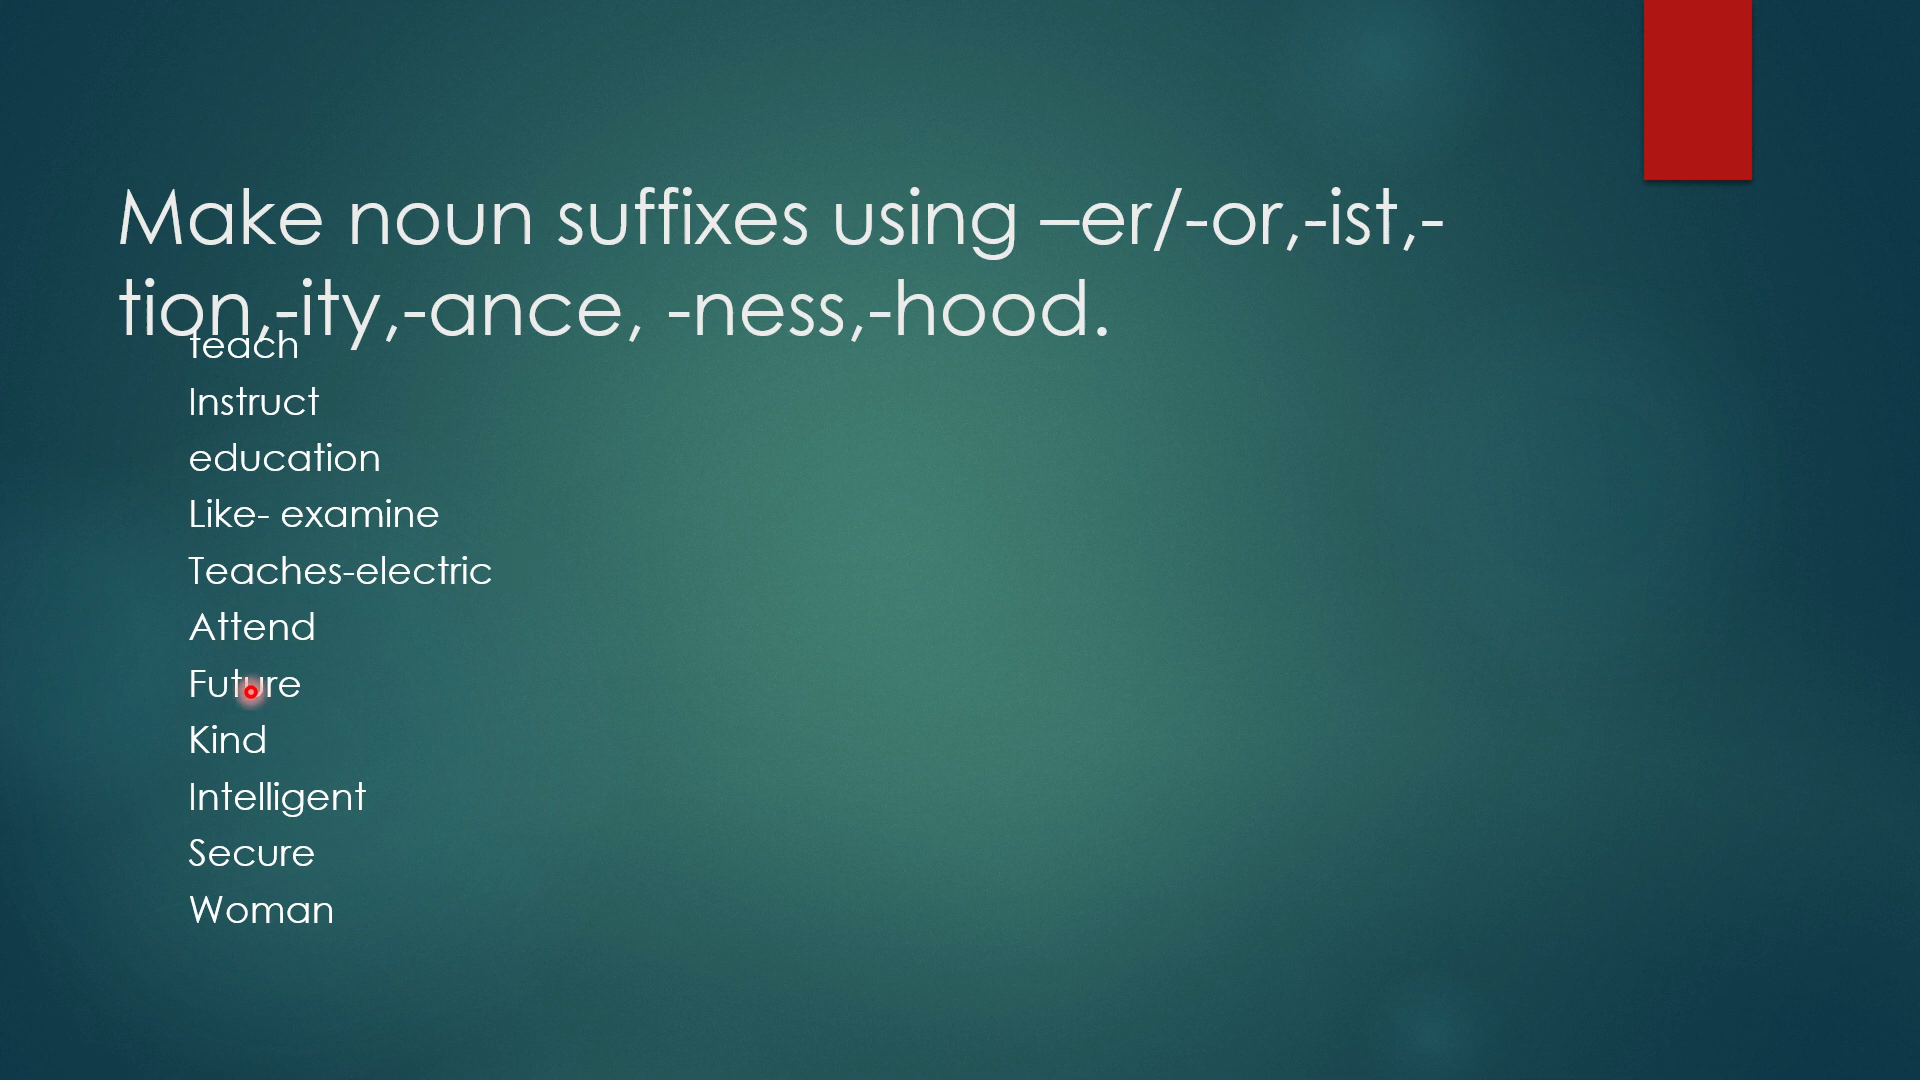 Make noun suffixes using –er/-or,-ist,-
tion,-ity,-ance, -ness,-hood.
teach
Instruct
education
Like- examine
Teaches-electric
Attend
Future
Kind
Intelligent
Secure
Woman